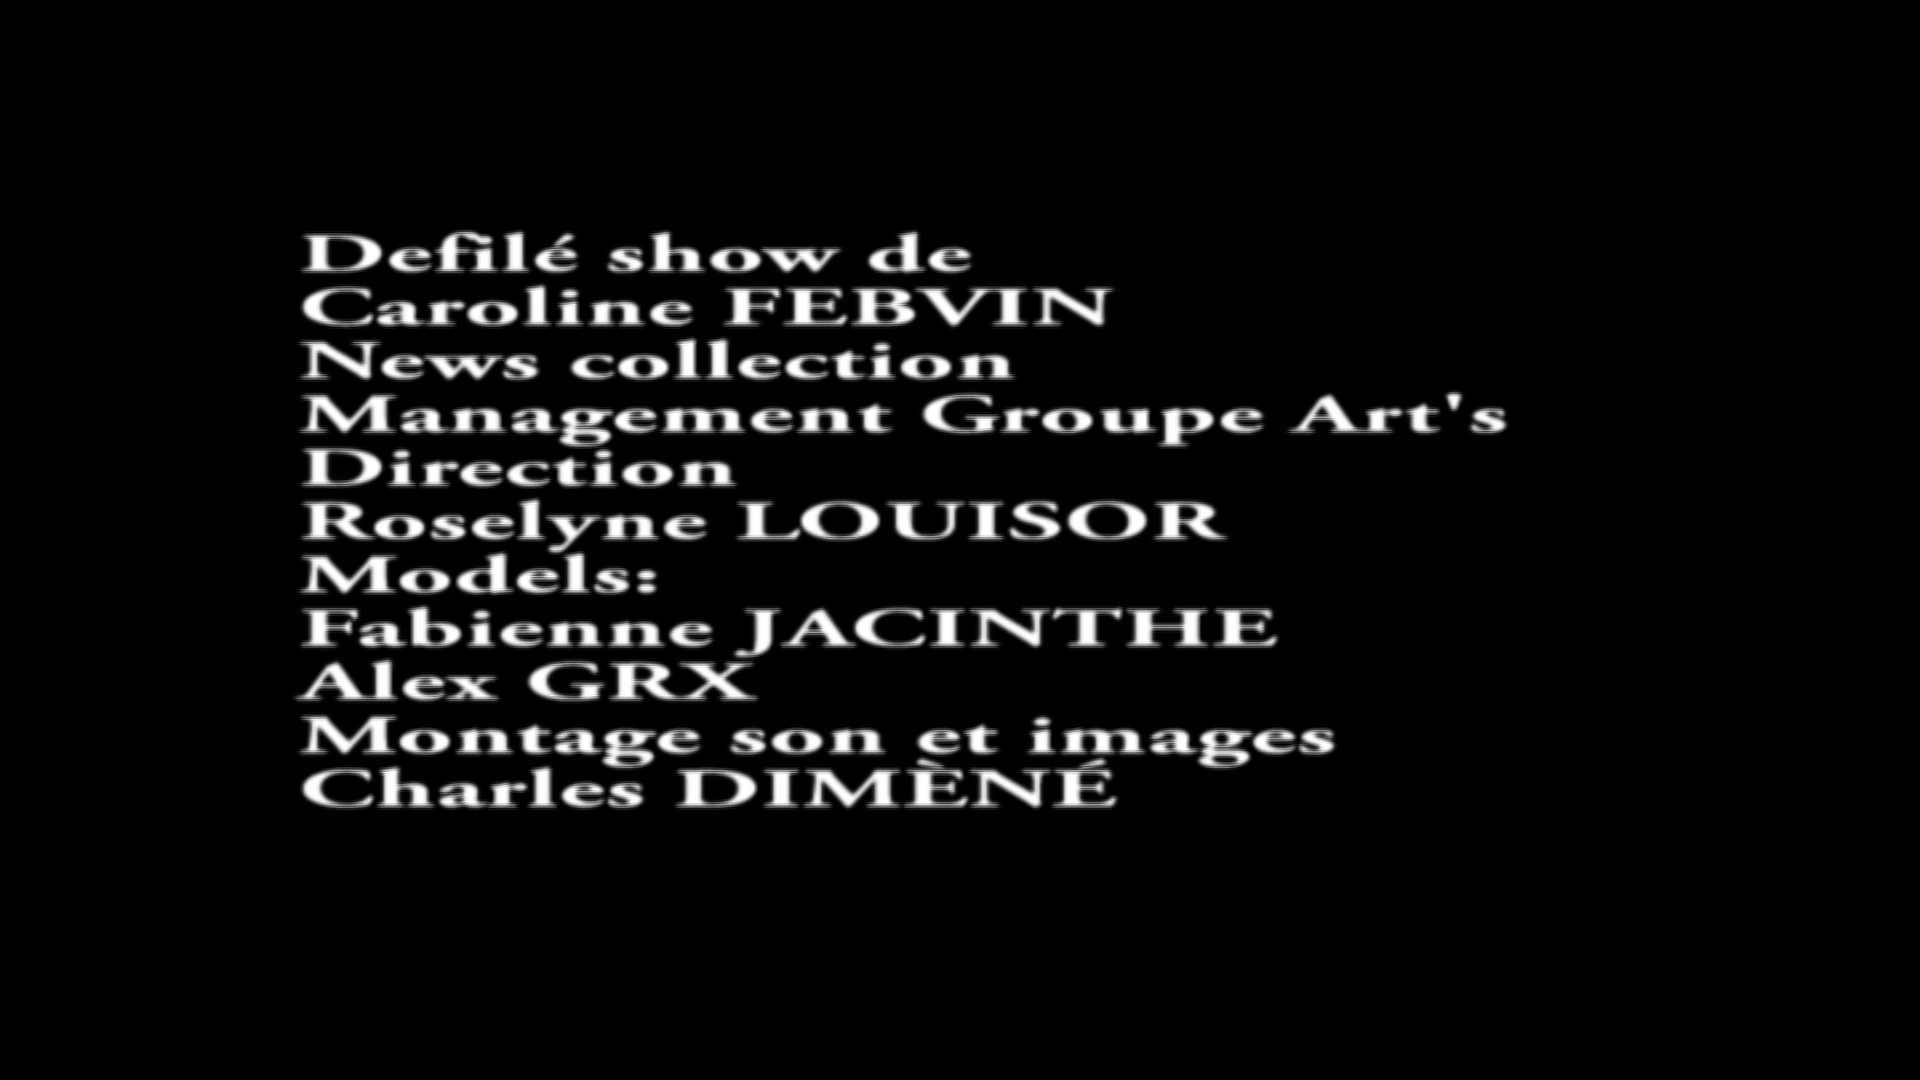 Defilé show de
Caroline FEBVIN
News collection
Management Groupe Art's
Direction
Roselyne LOUISOR
Models:
Fabienne JACINTHE
Alex GRX
Montage son et images
Charles DIMÈNÉ